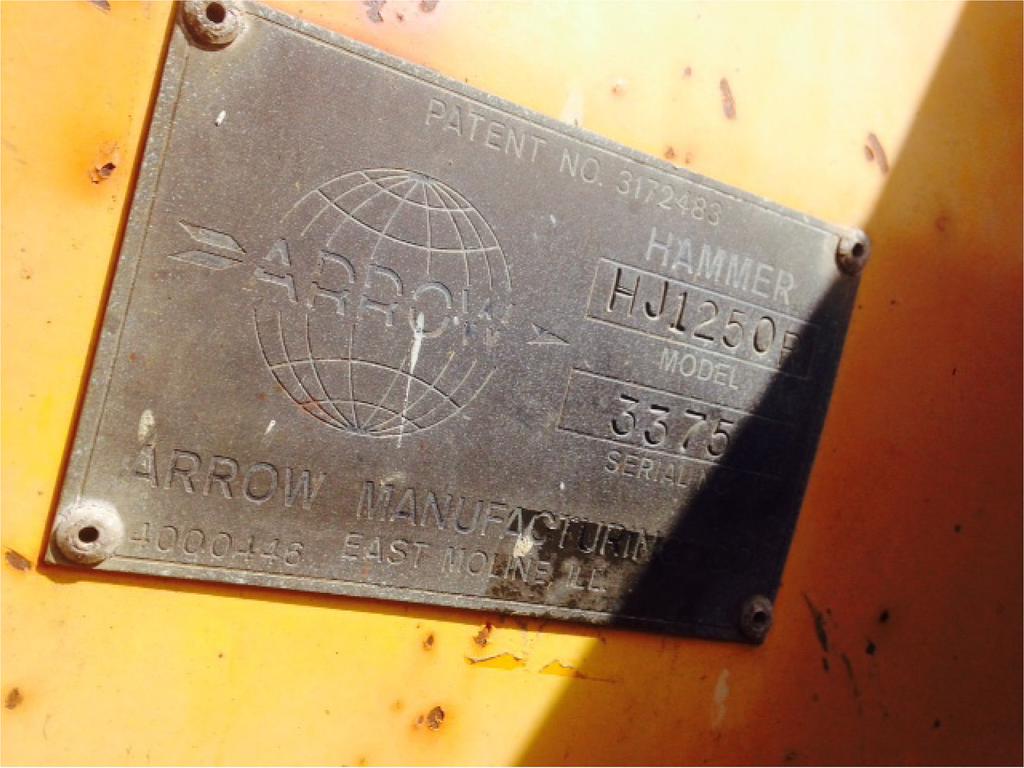 PATENT NO. 3172483
HAMMER
HJ1250
MODEL
ARROW
3375
SERIAL
ARROW MANUFACTURING
4000446 EAST MOLINE, ILL.